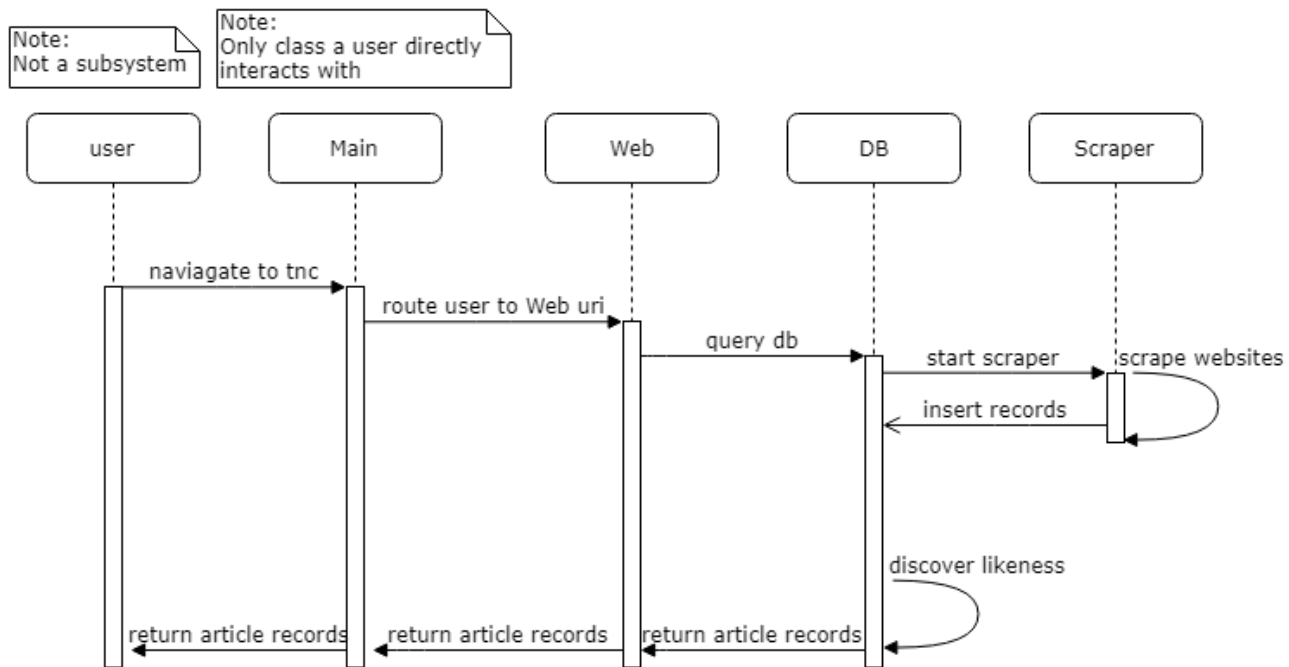 Note:
Not a subsystem
Note:
Only class a user directly
interacts with
user
Main
Web
DB
Scraper
naviagate to tnc
route user to Web uri
query db
start scraper
scrape websites
insert records
discover likeness
return article records
return article records
return article records